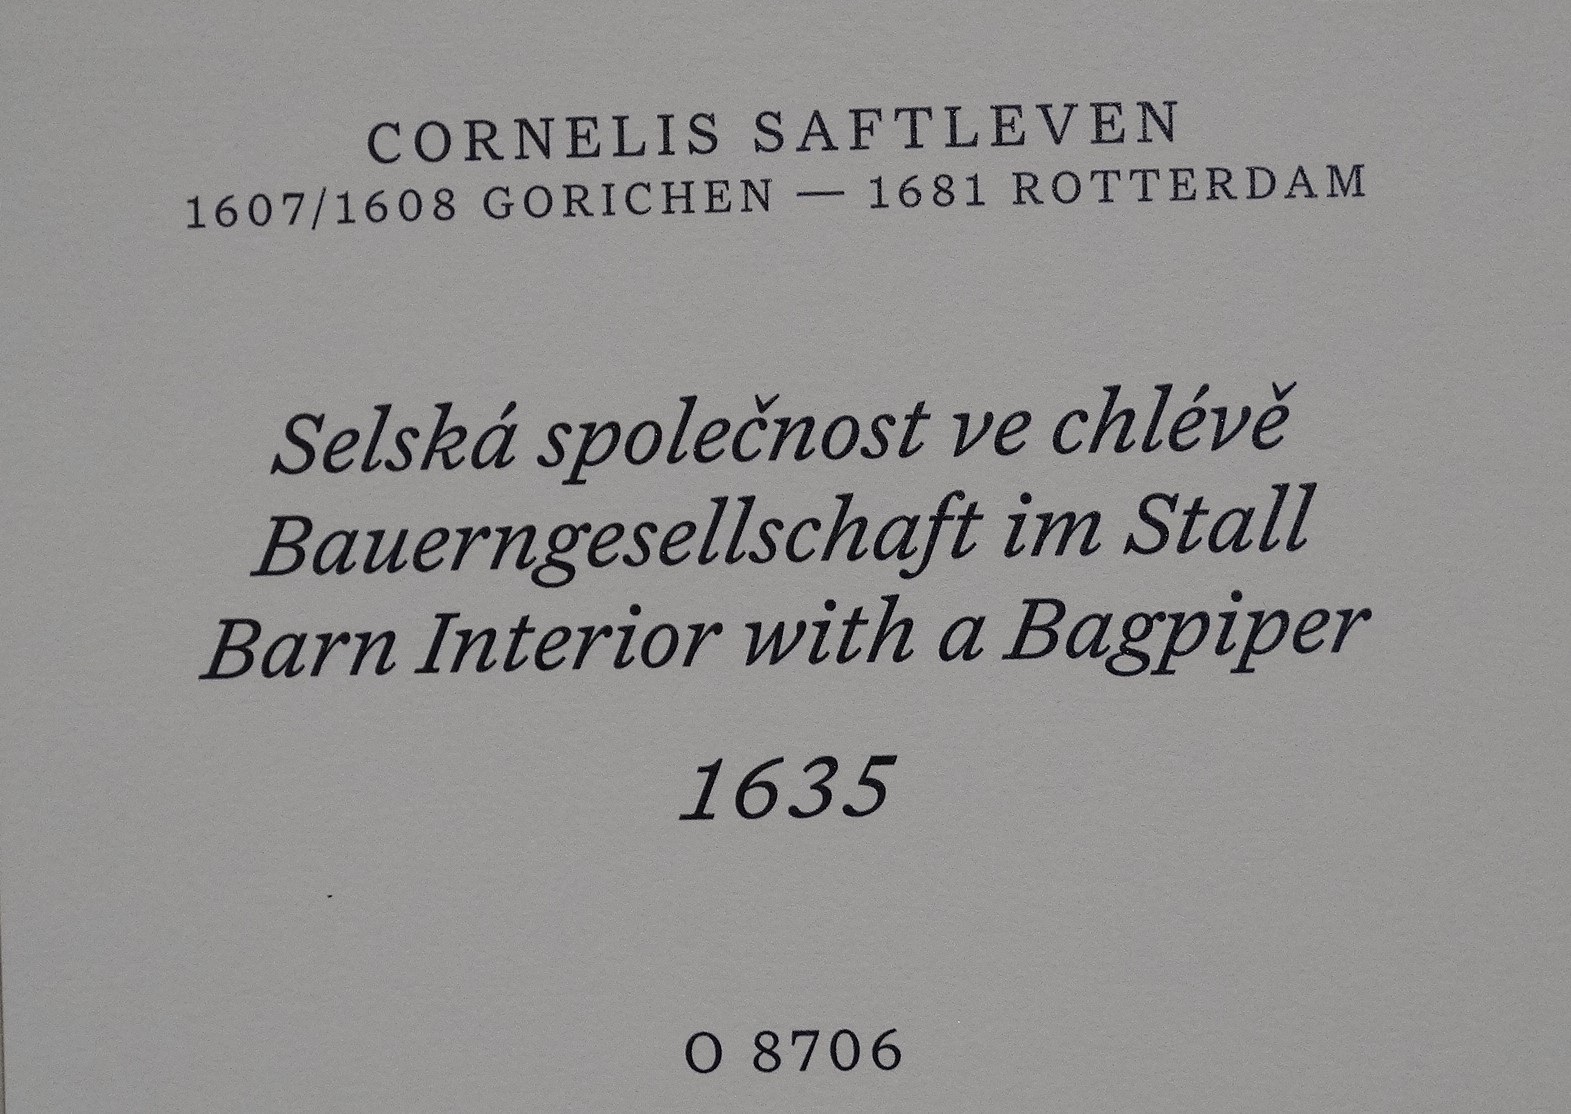 CORNELIS SAFTLEVEN
1607/1608 GORICHEN — 1681 ROTTERDAM
Selská společnost ve chlévě
Bauerngesellschaft im Stall
Barn Interior with a Bagpiper
1635
O 8706